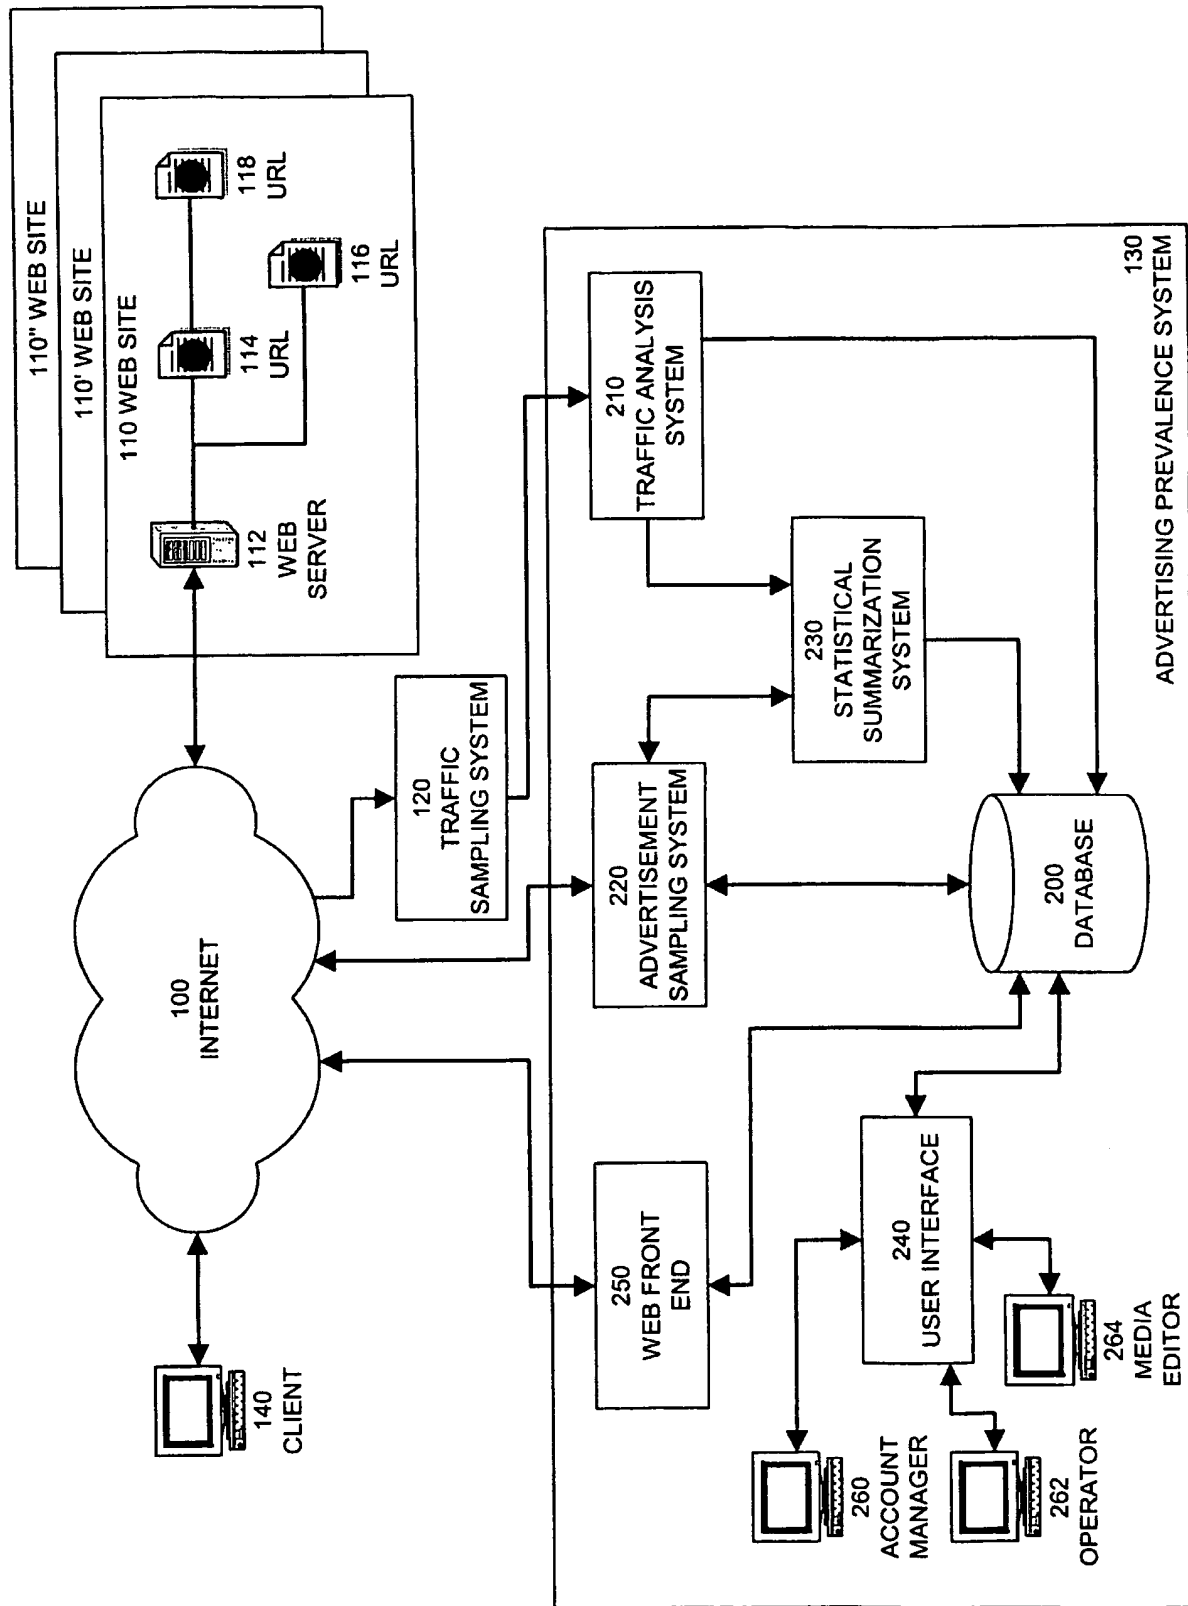 110" WEB SITE
110' WEB SITE
110 WEB SITE
118
URL
114
URL
116
URL
112
WEB
SERVER
100
INTERNET
140
CLIENT
120
TRAFFIC
SAMPLING SYSTEM
210
TRAFFIC ANALYSIS
SYSTEM
220
ADVERTISEMENT
SAMPLING SYSTEM
230
STATISTICAL
SUMMARIZATION
SYSTEM
250
WEB FRONT
END
200
DATABASE
240
USER INTERFACE
260
ACCOUNT
MANAGER
262
OPERATOR
264
MEDIA
EDITOR
130
ADVERTISING PREVALENCE SYSTEM